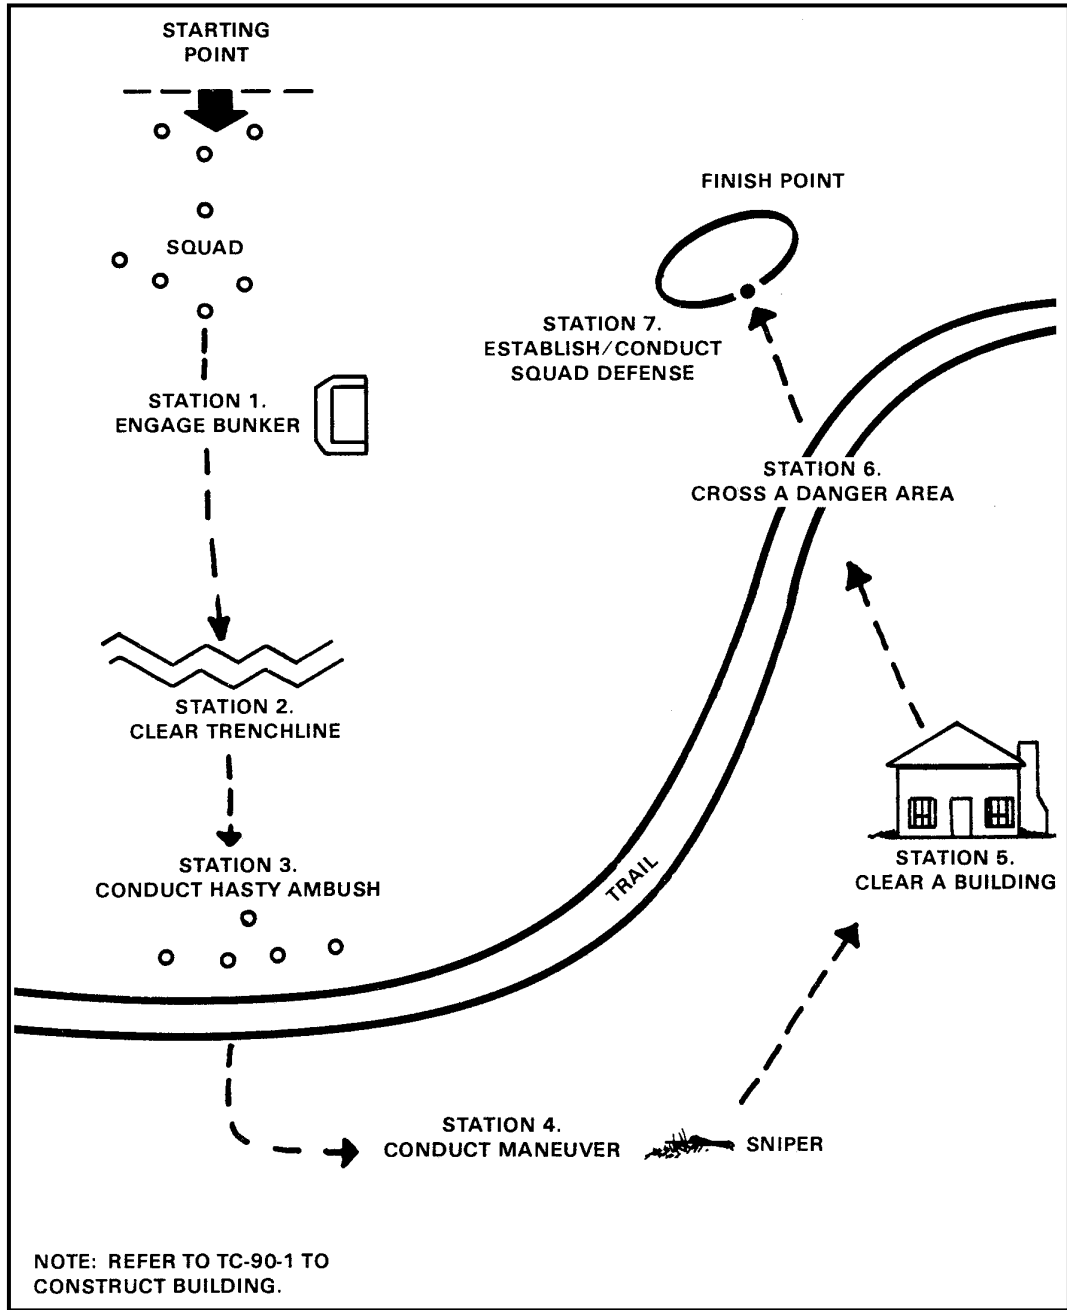 STARTING
POINT
SQUAD
STATION 1.
ENGAGE BUNKER
STATION 2.
CLEAR TRENCHLINE
STATION 3.
CONDUCT HASTY AMBUSH
TRAIL
STATION 4.
CONDUCT MANEUVER
SNIPER
STATION 5.
CLEAR A BUILDING
STATION 6.
CROSS A DANGER AREA
STATION 7.
ESTABLISH/CONDUCT
SQUAD DEFENSE
FINISH POINT
NOTE: REFER TO TC-90-1 TO
CONSTRUCT BUILDING.